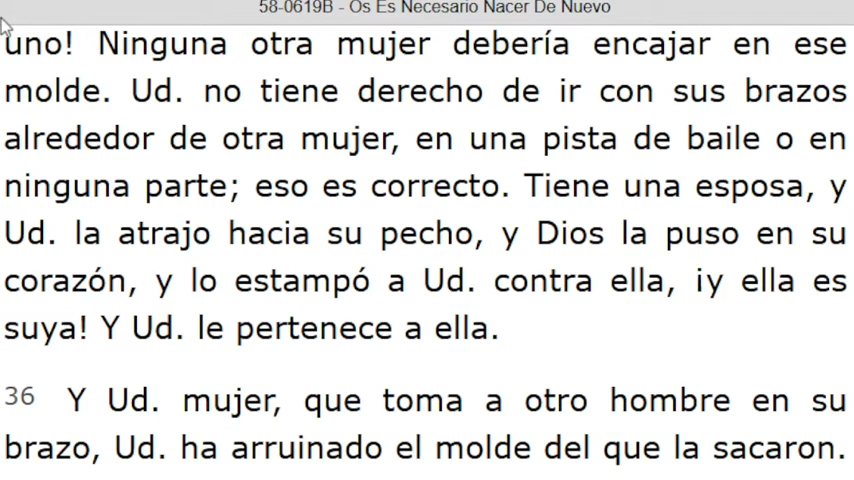 58-0619B - Os Es Necesario Nacer De Nuevo
uno! Ninguna otra mujer debería encajar en ese
molde. Ud. no tiene derecho de ir con sus brazos
alrededor de otra mujer, en una pista de baile o en
ninguna parte; eso es correcto. Tiene una esposa, y
Ud. la atrajo hacia su pecho, y Dios la puso en su
corazón, y lo estampó a Ud. contra ella, ¡y ella es
suya! Y Ud. le pertenece a ella.
36 Y Ud. mujer, que toma a otro hombre en su
brazo, Ud. ha arruinado el molde del que la sacaron.